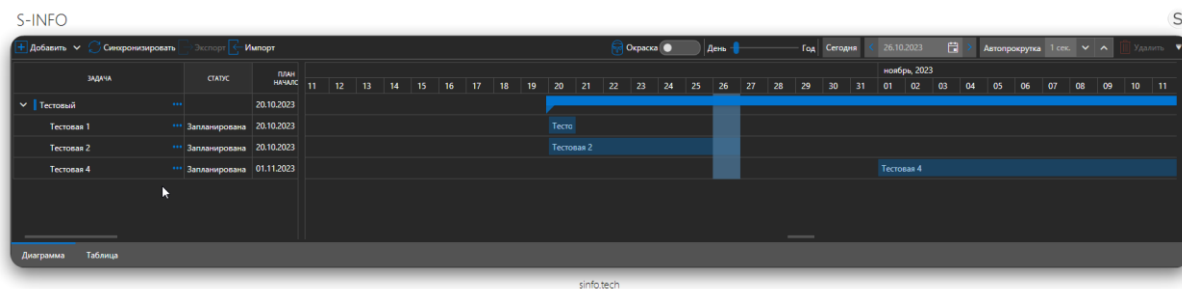 S-INFO
S
Добавить Синхронизировать Экспорт Импорт Окраска День Год Сегодня 26.10.2023 Автопрокрутка 1 сек. Удалить
ноябрь, 2023
ЗАДАЧА СТАТУС ПЛАН
НАЧАЛС
11 12 13 14 15 16 17 18 19 20 21 22 23 24 25 26 27 28 29 30 31 01 02 03 04 05 06 07 08 09 10 11
Тестовый 20.10.2023
Тестовая 1 Запланирована 20.10.2023 Тесто
Тестовая 2 Запланирована 20.10.2023 Тестовая 2
Тестовая 4 Запланирована 01.11.2023 Тестовая 4
Диаграмма Таблица
sinfo.tech